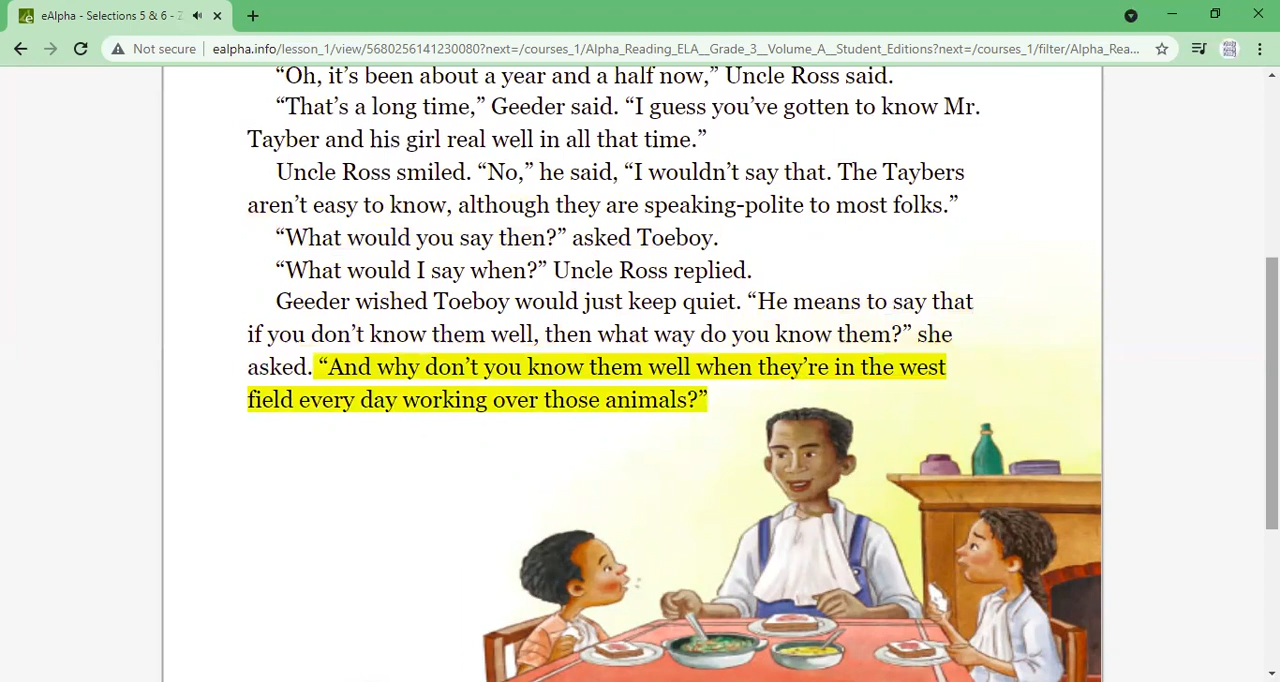 eAlpha - Selections 5 & 6 - Z
Not secure
ealpha.info/lesson_1/view/5680256141230080?next=/courses_1/Alpha_Reading_ELA__Grade_3__Volume_A__Student_Editions?next=/courses_1/filter/Alpha_Rea...
“Oh, it’s been about a year and a half now,” Uncle Ross said.
“That’s a long time,” Geeder said. “I guess you’ve gotten to know Mr.
Tayber and his girl real well in all that time.”
Uncle Ross smiled. “No,” he said, “I wouldn’t say that. The Taybers
aren’t easy to know, although they are speaking-polite to most folks.”
“What would you say then?” asked Toeboy.
“What would I say when?” Uncle Ross replied.
Geeder wished Toeboy would just keep quiet. “He means to say that
if you don’t know them well, then what way do you know them?” she
asked. “And why don’t you know them well when they’re in the west
field every day working over those animals?”